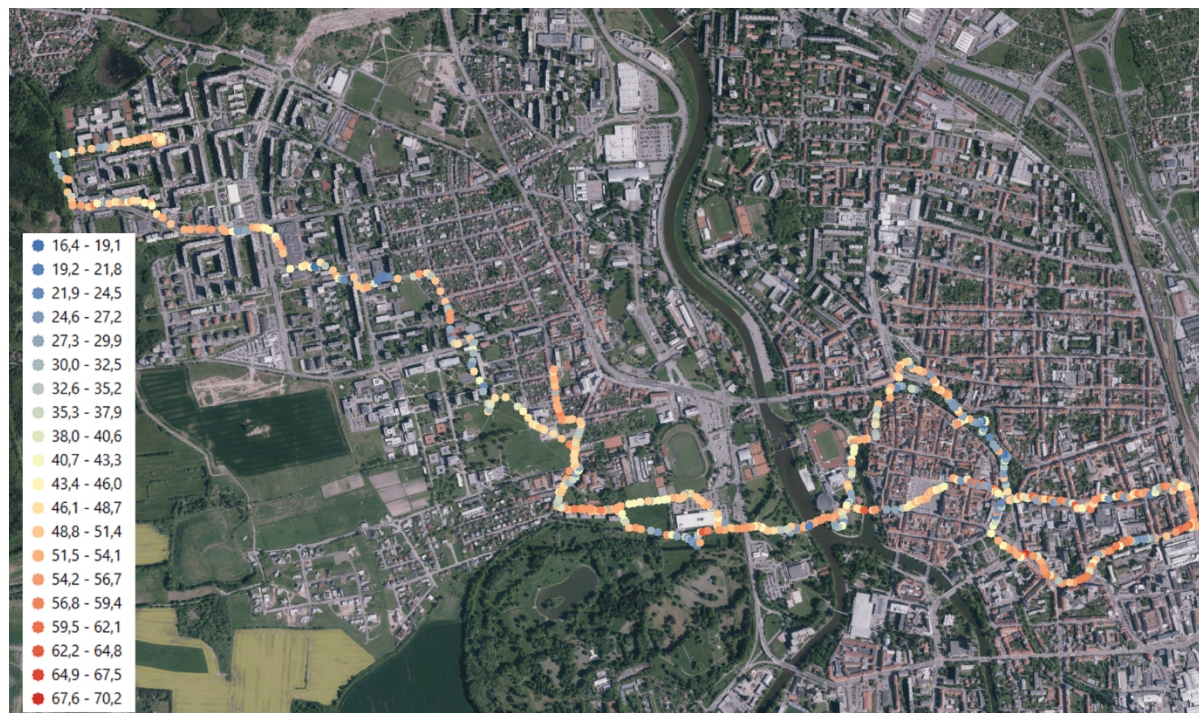 16,4 - 19,1
19,2 - 21,8
21,9 - 24,5
24,6 - 27,2
27,3 - 29,9
30,0 - 32,5
32,6 - 35,2
35,3 - 37,9
38,0 - 40,6
40,7 - 43,3
43,4 - 46,0
46,1 - 48,7
48,8 - 51,4
51,5 - 54,1
54,2 - 56,7
56,8 - 59,4
59,5 - 62,1
62,2 - 64,8
64,9 - 67,5
67,6 - 70,2